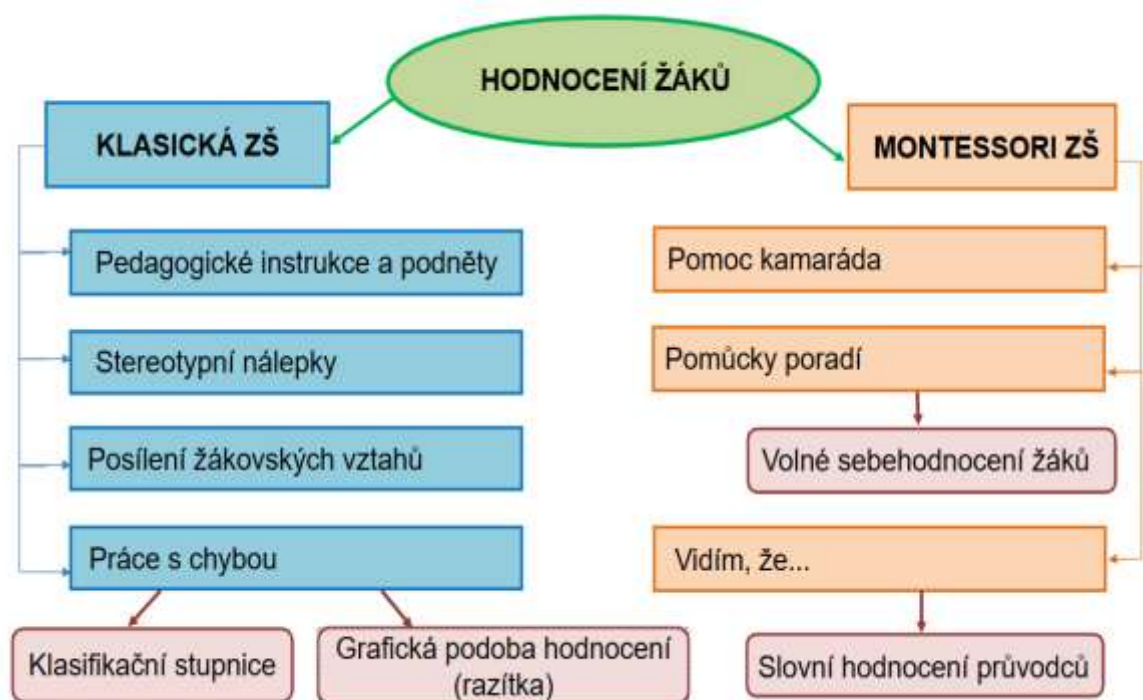 HODNOCENÍ ŽÁKŮ
KLASICKÁ ZŠ
Pedagogické instrukce a podněty
Stereotypní nálepky
Posílení žákovských vztahů
Práce s chybou
Klasifikační stupnice
Grafická podoba hodnocení
(razítka)
MONTESSORI ZŠ
Pomoc kamaráda
Pomůcky poradí
Volné sebehodnocení žáků
Vidím, že...
Slovní hodnocení průvodců